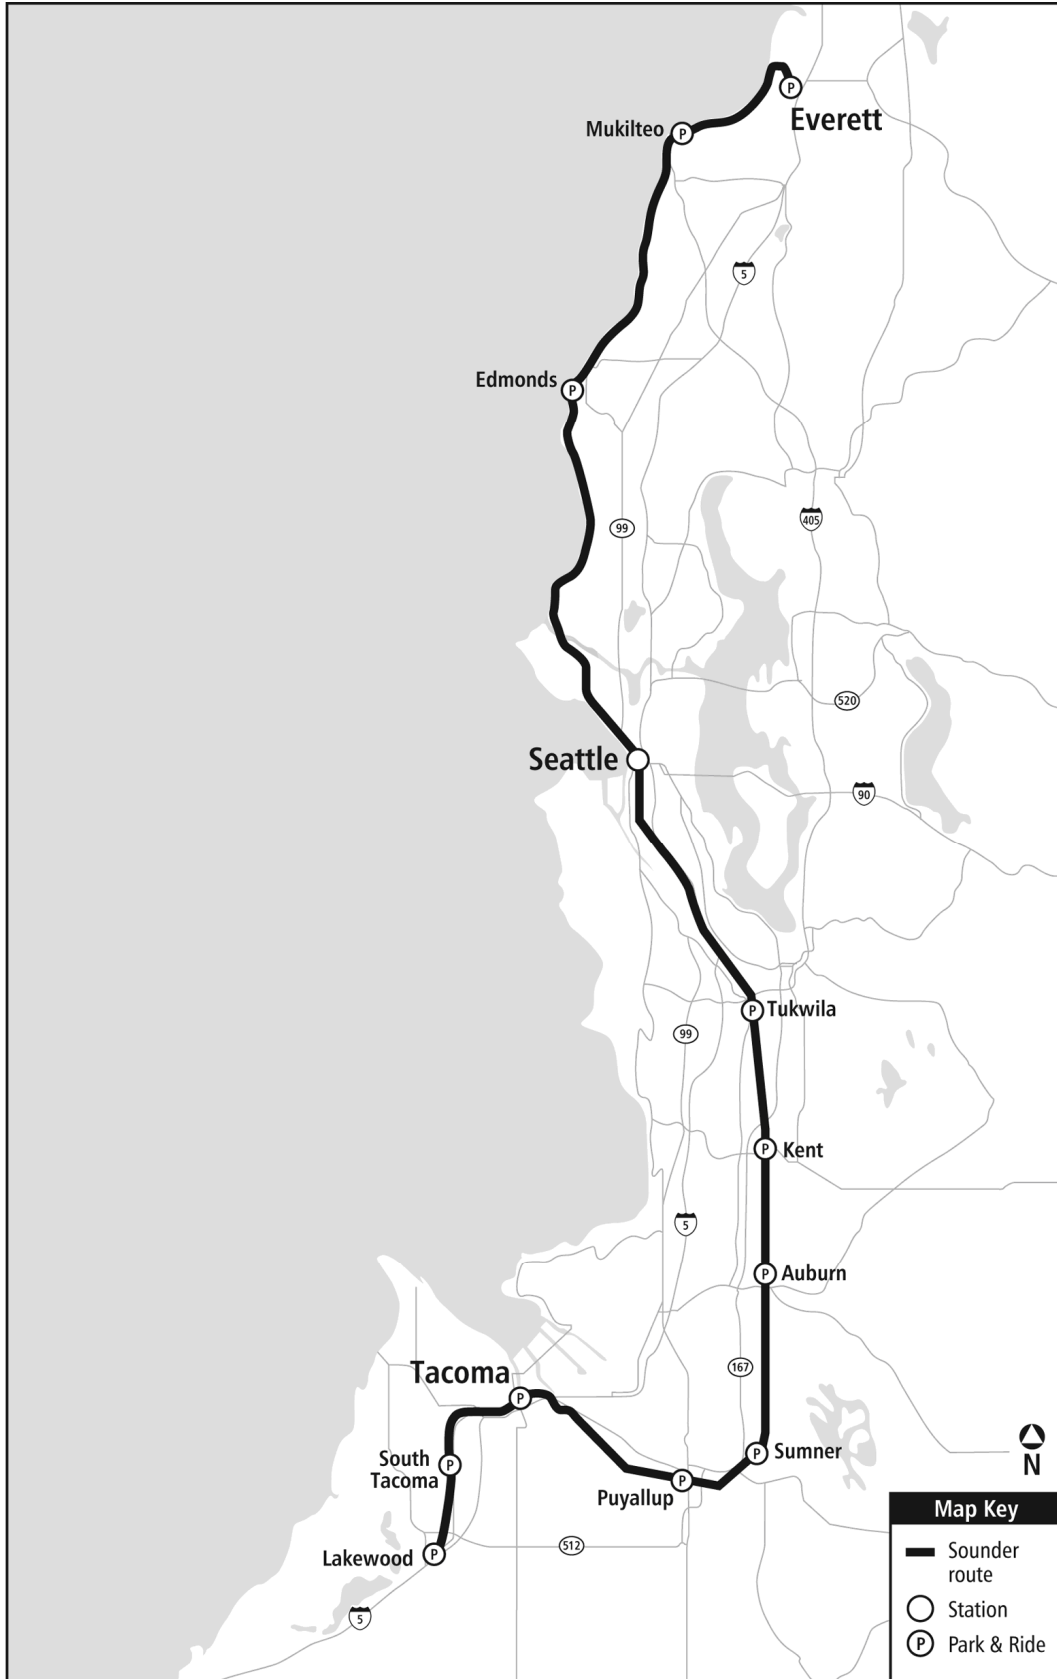 P
Everett
Mukilteo
P
5
Edmonds
P
99
405
520
Seattle
90
P
Tukwila
99
P
Kent
5
P
Auburn
167
Tacoma
P
P
Sumner
South
Tacoma
P
P
Puyallup
N
Lakewood
P
512
5
Map Key
Sounder
route
Station
P
Park & Ride